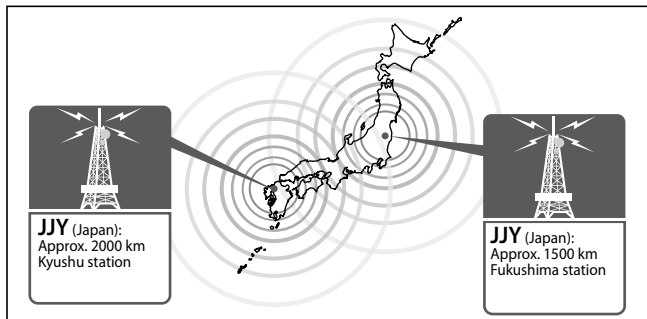 JJY (Japan):
Approx. 2000 km
Kyushu station
JJY (Japan):
Approx. 1500 km
Fukushima station